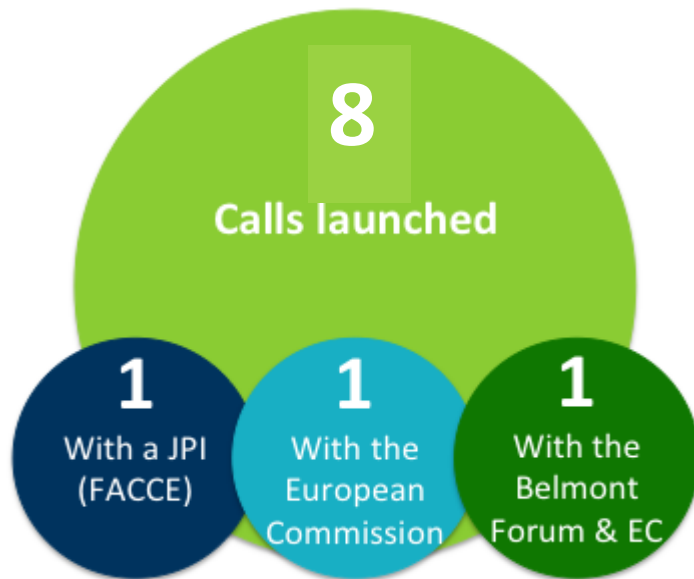 8
Calls launched
1
With a JPI
(FACCE)
1
With the
European
Commission
1
With the
Belmont
Forum & EC